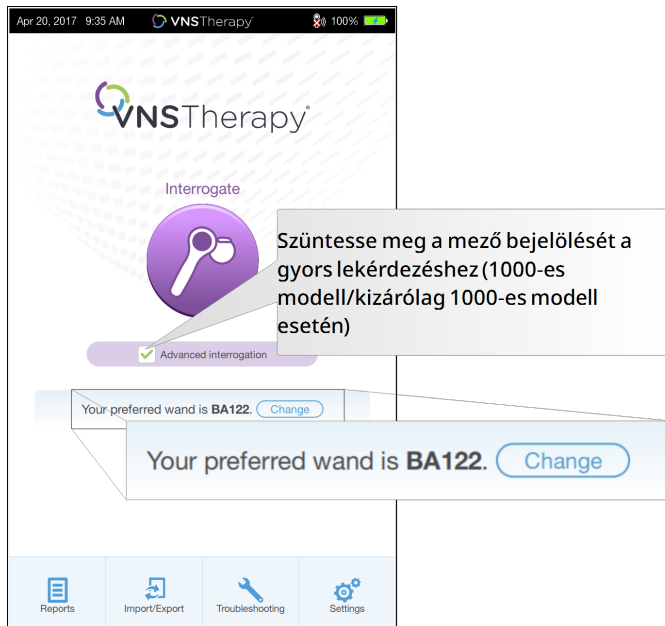 Apr 20, 2017 9:35 AM VNSTherapy 100%
VNSTherapy®
Interrogate
Szüntesse meg a mező bejelölését a
gyors lekérdezéshez (1000-es
modell/kizárólag 1000-es modell
esetén)
Advanced interrogation
Your preferred wand is BA122. Change
Your preferred wand is BA122. Change
Reports Import/Export Troubleshooting Settings